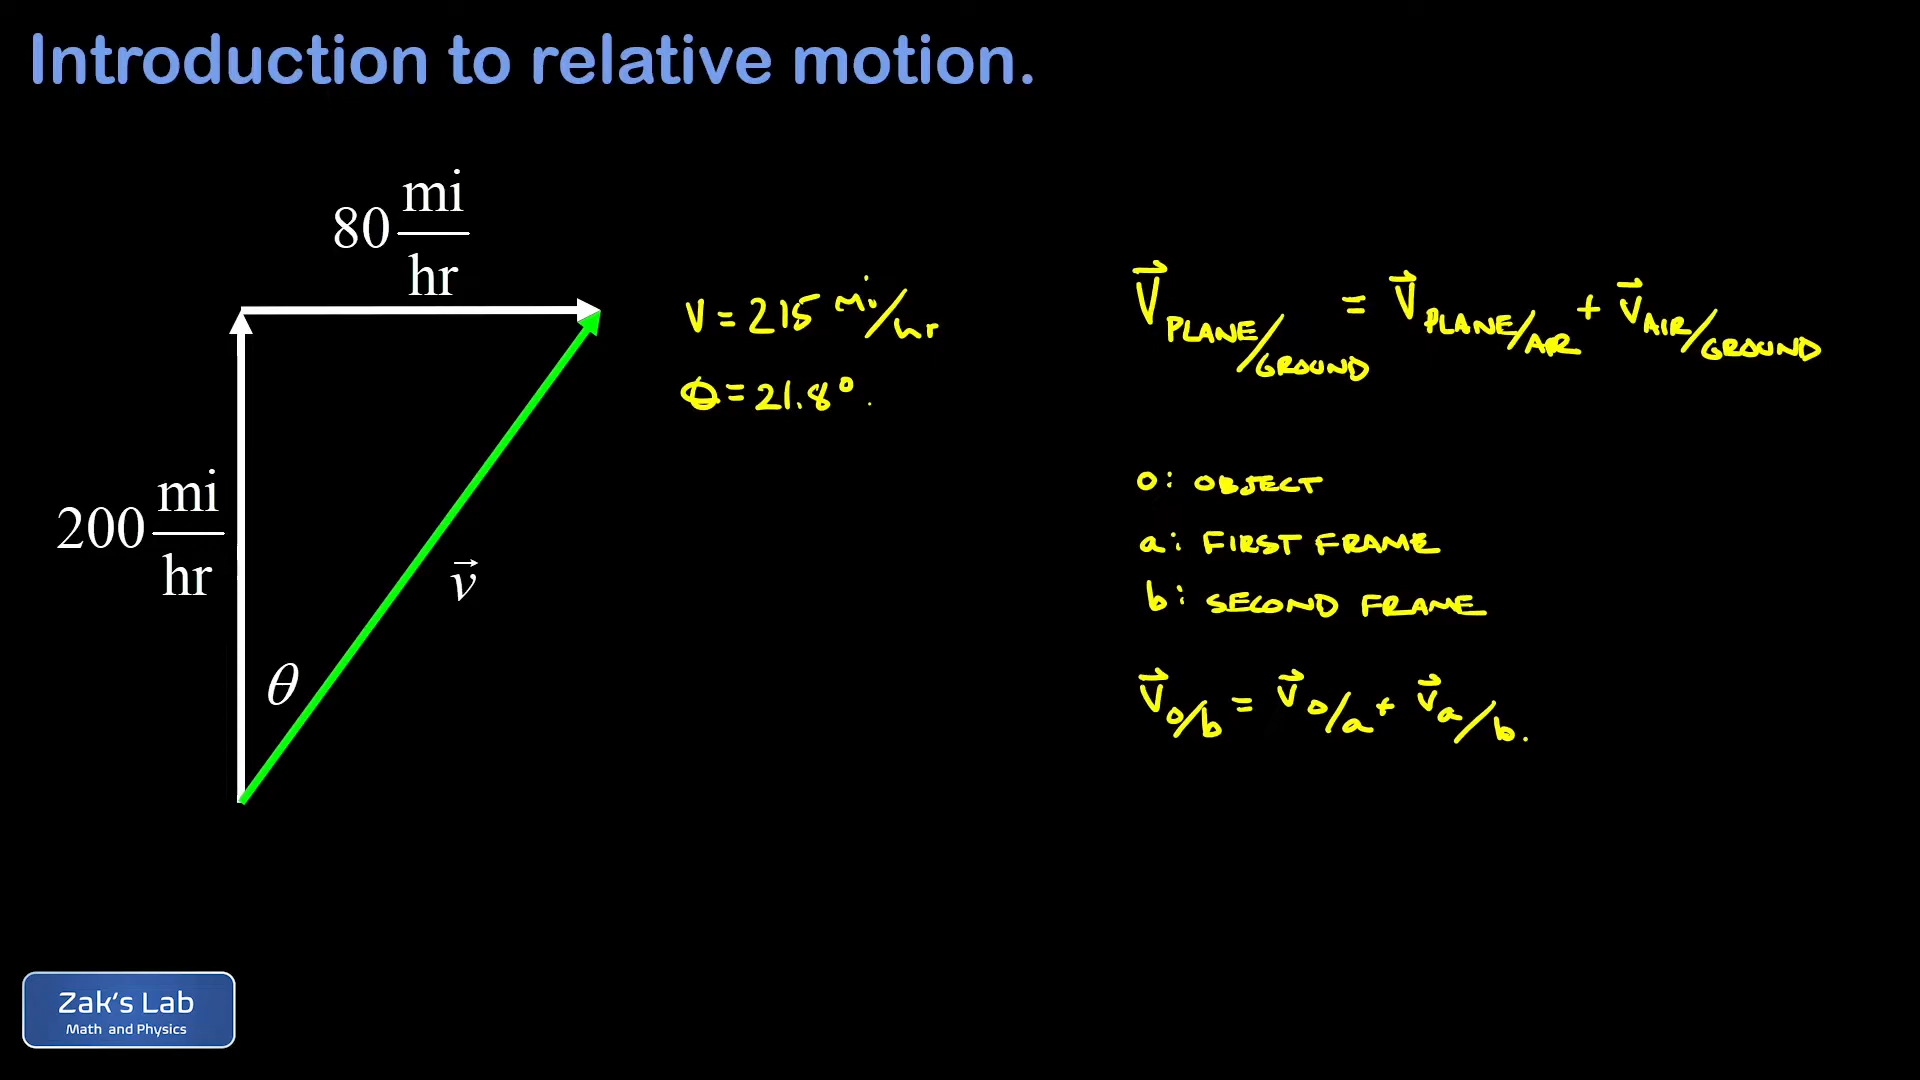 Introduction to relative motion.
80 mi/hr
200 mi/hr
θ
v⃗
v = 215 mi/hr
θ = 21.8°.
V⃗ PLANE/GROUND = V⃗ PLANE/AIR + V⃗ AIR/GROUND
o: OBJECT
a: FIRST FRAME
b: SECOND FRAME
V⃗ o/b = V⃗ o/a + V⃗ a/b.
Zak's Lab
Math and Physics